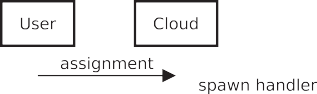 User
Cloud
assignment
spawn handler